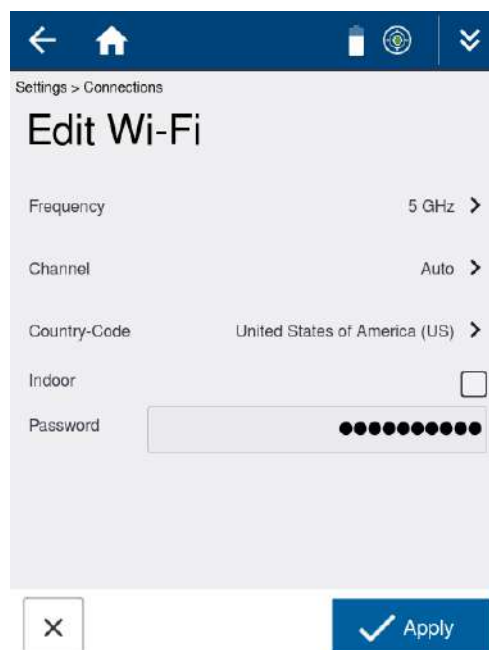 Settings > Connections
Edit Wi-Fi
Frequency 5 GHz >
Channel Auto >
Country-Code United States of America (US) >
Indoor
Password ●●●●●●●●●●
Apply